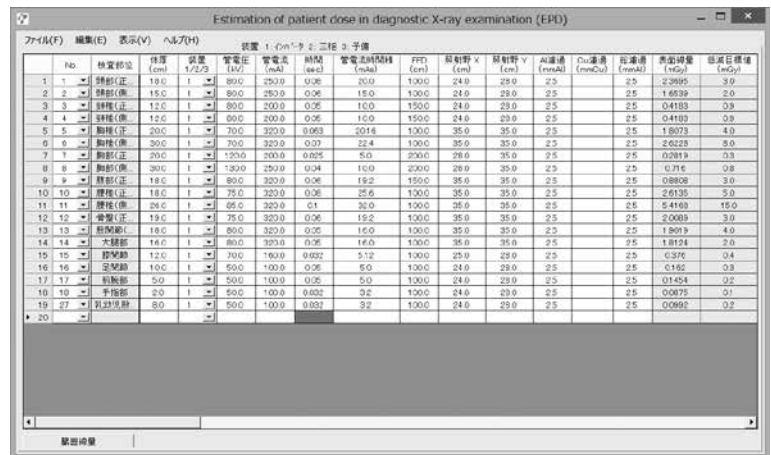 Estimation of patient dose in diagnostic X-ray examination (EPD)
ファイル(F) 編集(E) 表示(V) ヘルプ(H)
装置 1: インバータ 2: 三相 3: 予備
No. 検査部位 体厚(cm) 装置 1/2/3 管電圧(kV) 管電流(mA) 時間(sec) 管電流時間積(mAs) FFD(cm) 照射野 X(cm) 照射野 Y(cm) Al濾過(mmAl) Cu濾過(mmCu) 総濾過(mmAl) 表面線量(mGy) 低減目標値(mGy)
1 1 頭部(正... 18.0 1 80.0 250.0 0.08 20.0 100.0 24.0 28.0 2.5 2.5 2.3695 3.0
2 2 頭部(側... 15.0 1 80.0 250.0 0.06 15.0 100.0 24.0 28.0 2.5 2.5 1.6539 2.0
3 3 頸椎(正... 12.0 1 80.0 200.0 0.05 10.0 150.0 24.0 28.0 2.5 2.5 0.4183 0.9
4 4 頸椎(側... 12.0 1 80.0 200.0 0.05 10.0 150.0 24.0 28.0 2.5 2.5 0.4183 0.9
5 5 胸椎(正... 20.0 1 70.0 320.0 0.063 20.16 100.0 35.0 35.0 2.5 2.5 1.8073 4.0
6 6 胸椎(側... 30.0 1 70.0 320.0 0.07 22.4 100.0 35.0 35.0 2.5 2.5 2.6228 8.0
7 7 胸部(正... 20.0 1 120.0 200.0 0.025 5.0 200.0 28.0 35.0 2.5 2.5 0.2819 0.3
8 8 胸部(側... 30.0 1 130.0 250.0 0.04 10.0 200.0 28.0 35.0 2.5 2.5 0.716 0.8
9 9 腹部(正... 18.0 1 80.0 320.0 0.06 19.2 150.0 35.0 35.0 2.5 2.5 0.8808 3.0
10 10 腰椎(正... 18.0 1 75.0 320.0 0.08 25.6 100.0 35.0 35.0 2.5 2.5 2.6135 5.0
11 11 腰椎(側... 26.0 1 85.0 320.0 0.1 32.0 100.0 35.0 35.0 2.5 2.5 5.4163 15.0
12 12 骨盤(正... 19.0 1 75.0 320.0 0.06 19.2 100.0 35.0 35.0 2.5 2.5 2.0089 3.0
13 13 股関節(... 18.0 1 80.0 320.0 0.05 16.0 100.0 35.0 35.0 2.5 2.5 1.9019 4.0
14 14 大腿部 16.0 1 80.0 320.0 0.05 16.0 100.0 35.0 35.0 2.5 2.5 1.8124 2.0
15 15 膝関節 12.0 1 70.0 160.0 0.032 5.12 100.0 25.0 28.0 2.5 2.5 0.376 0.4
16 16 足関節 10.0 1 50.0 100.0 0.05 5.0 100.0 24.0 28.0 2.5 2.5 0.162 0.3
17 17 前腕部 5.0 1 50.0 100.0 0.05 5.0 100.0 24.0 28.0 2.5 2.5 0.1454 0.2
18 18 手指部 2.0 1 50.0 100.0 0.032 3.2 100.0 24.0 28.0 2.5 2.5 0.0875 0.1
19 27 乳幼児股 8.0 1 50.0 100.0 0.032 3.2 100.0 24.0 28.0 2.5 2.5 0.0992 0.2
20
臓器線量